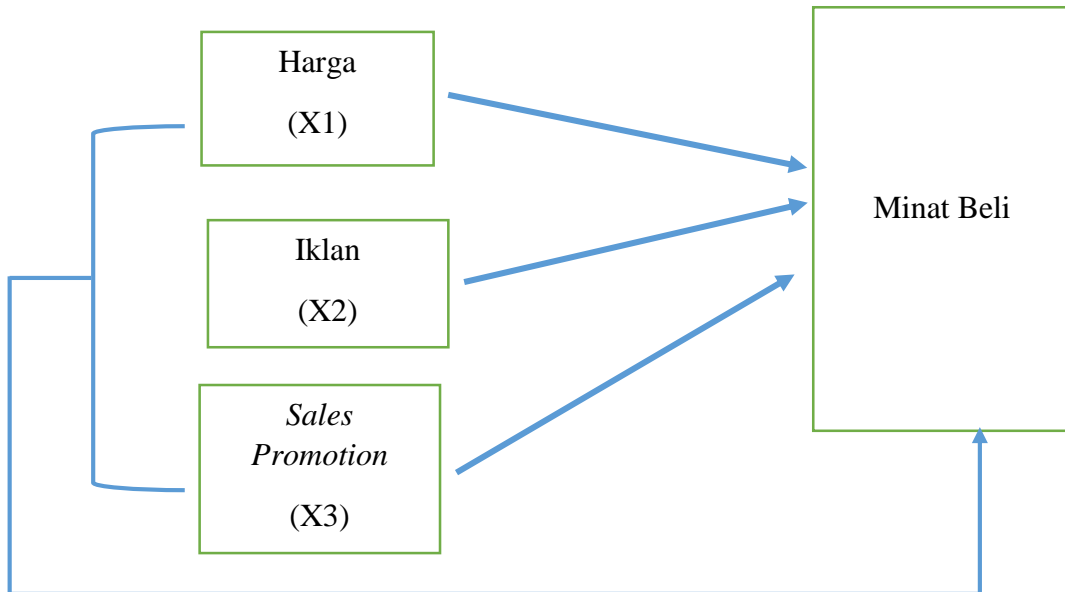 Harga
(X1)
Iklan
(X2)
Sales
Promotion
(X3)
Minat Beli